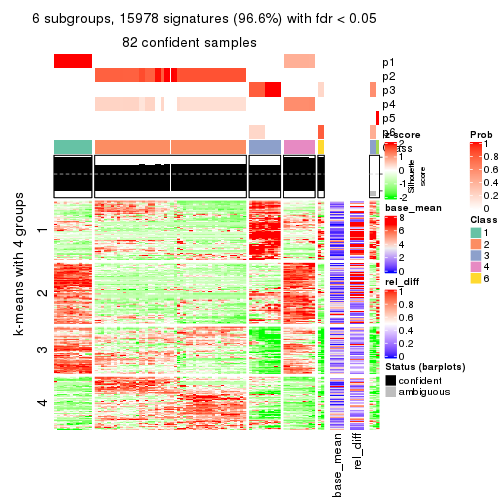 6 subgroups, 15978 signatures (96.6%) with fdr < 0.05
82 confident samples
p1
p2
p3
p4
p5
p6
Class
z-score
2
1
0
-1
-2
Silhouette
score
Prob
1
0.8
0.6
0.4
0.2
0
Class
1
2
3
4
6
base_mean
8
6
4
2
0
rel_diff
1
0.8
0.6
0.4
0.2
0
Status (barplots)
confident
ambiguous
k-means with 4 groups
1
2
3
4
base_mean
rel_diff